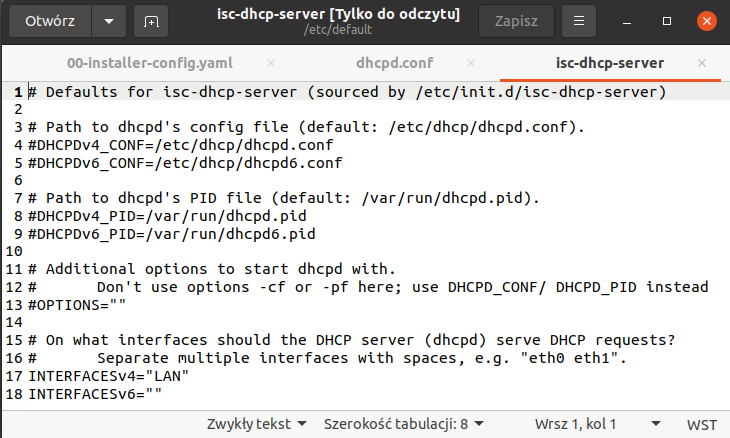 Otwórz
isc-dhcp-server [Tylko do odczytu]
/etc/default
Zapisz
00-installer-config.yaml
dhcpd.conf
isc-dhcp-server
1 # Defaults for isc-dhcp-server (sourced by /etc/init.d/isc-dhcp-server)
2
3 # Path to dhcpd's config file (default: /etc/dhcp/dhcpd.conf).
4 #DHCPDv4_CONF=/etc/dhcp/dhcpd.conf
5 #DHCPDv6_CONF=/etc/dhcp/dhcpd6.conf
6
7 # Path to dhcpd's PID file (default: /var/run/dhcpd.pid).
8 #DHCPDv4_PID=/var/run/dhcpd.pid
9 #DHCPDv6_PID=/var/run/dhcpd6.pid
10
11 # Additional options to start dhcpd with.
12 #       Don't use options -cf or -pf here; use DHCPD_CONF/ DHCPD_PID instead
13 #OPTIONS=""
14
15 # On what interfaces should the DHCP server (dhcpd) serve DHCP requests?
16 #       Separate multiple interfaces with spaces, e.g. "eth0 eth1".
17 INTERFACESv4="LAN"
18 INTERFACESv6=""
Zwykły tekst
Szerokość tabulacji: 8
Wrsz 1, kol 1
WST